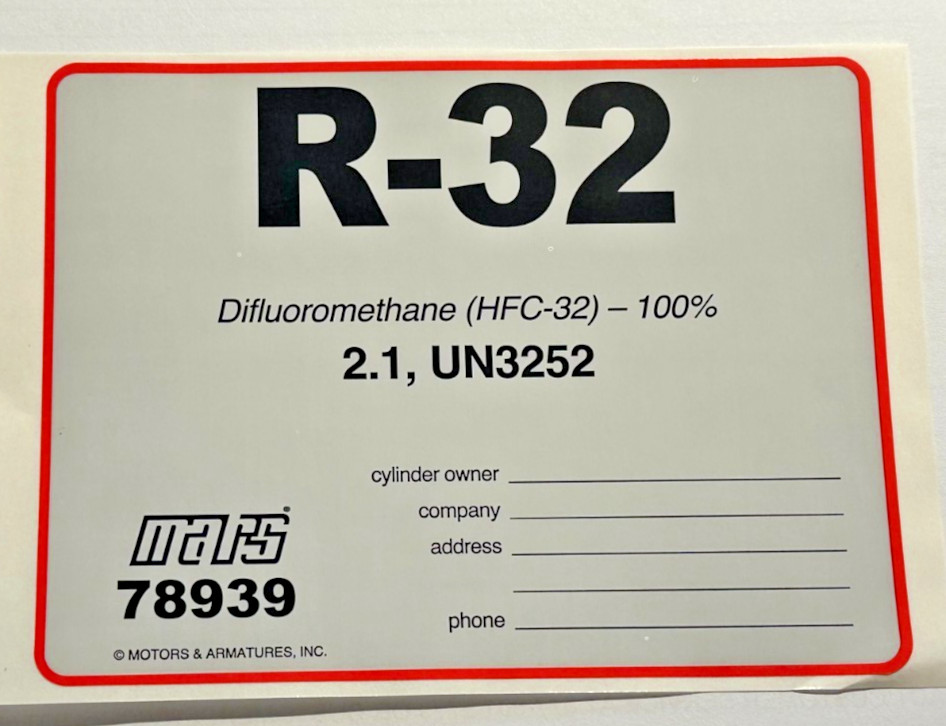 R-32
Difluoromethane (HFC-32) – 100%
2.1, UN3252
cylinder owner
company
address
phone
mars®
78939
© MOTORS & ARMATURES, INC.